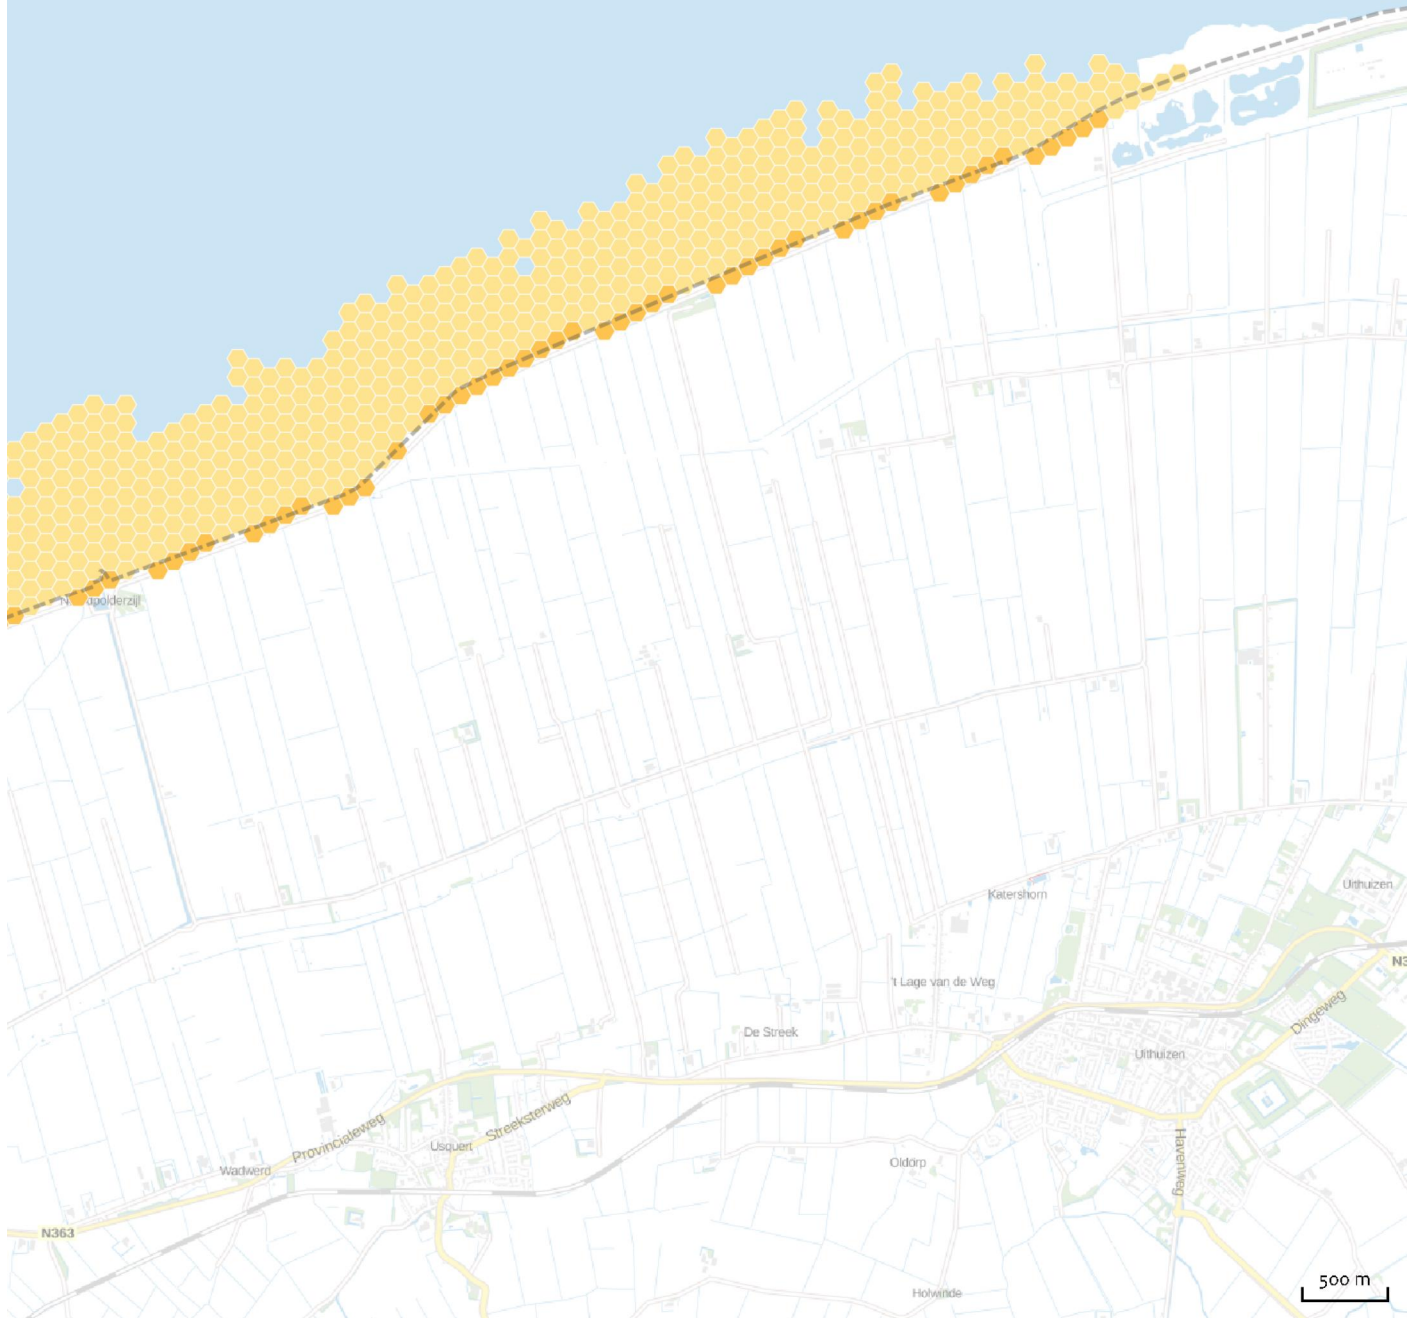 Uithuizen
Katershorn
N3
't Lage van de Weg
Dingeweg
De Streek
Uithuizen
Streeksterweg
Provincialeweg
Usquert
Havenweg
Oldorp
Wadwerd
N363
500 m
Holwinde